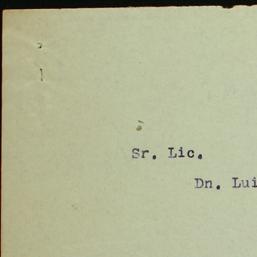 Sr. Lic.
Dn. Lui